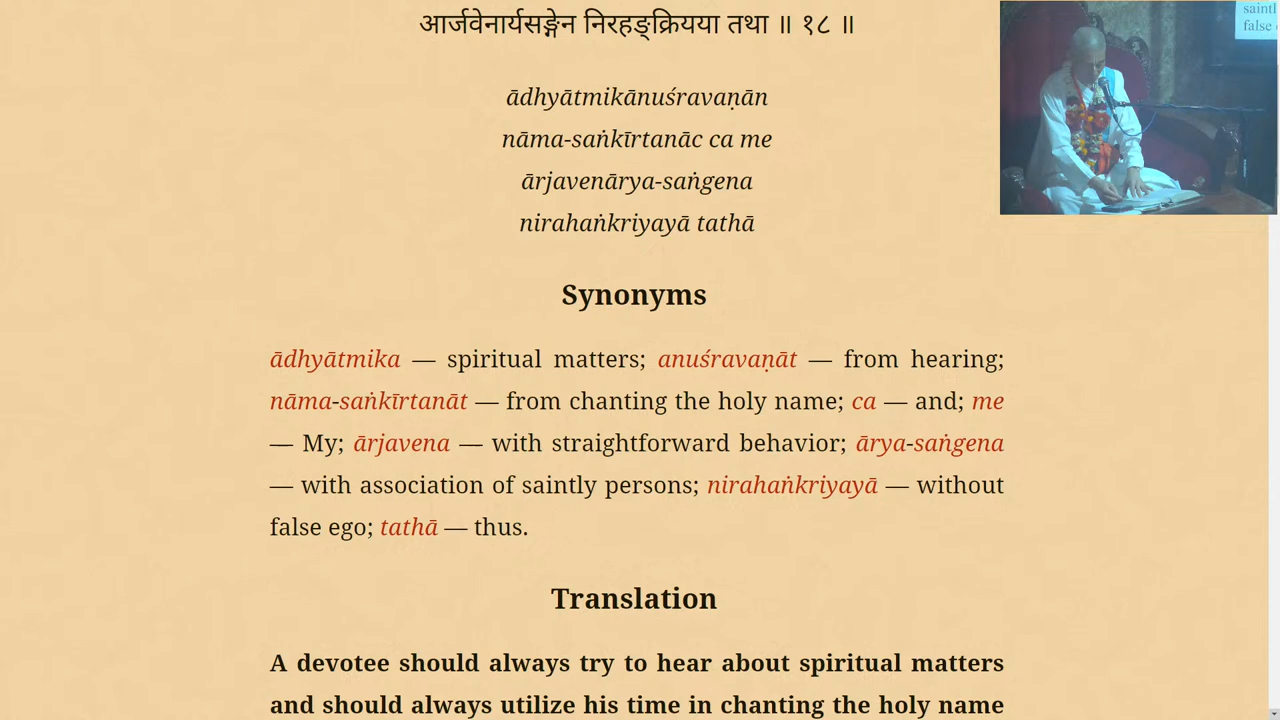 आर्जवेनार्यसङ्गेन निरहङ्‌क्रियया तथा ॥ १८ ॥
ādhyātmikānuśravaṇān
nāma-saṅkīrtanāc ca me
ārjavenārya-saṅgena
nirahaṅkriyayā tathā
Synonyms
ādhyātmika — spiritual matters; anuśravaṇāt — from hearing;
nāma-saṅkīrtanāt — from chanting the holy name; ca — and; me
— My; ārjavena — with straightforward behavior; ārya-saṅgena
— with association of saintly persons; nirahaṅkriyayā — without
false ego; tathā — thus.
Translation
A devotee should always try to hear about spiritual matters
and should always utilize his time in chanting the holy name
saintl
false